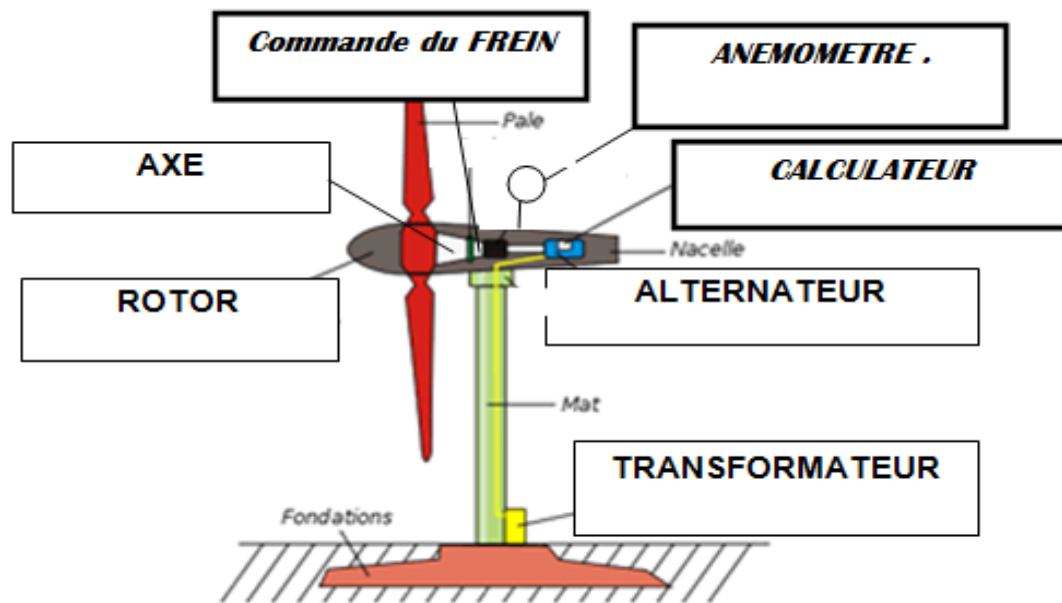 Commande du FREIN
ANEMOMETRE .
Pale
AXE
CALCULATEUR
Nacelle
ROTOR
ALTERNATEUR
Mat
TRANSFORMATEUR
Fondations